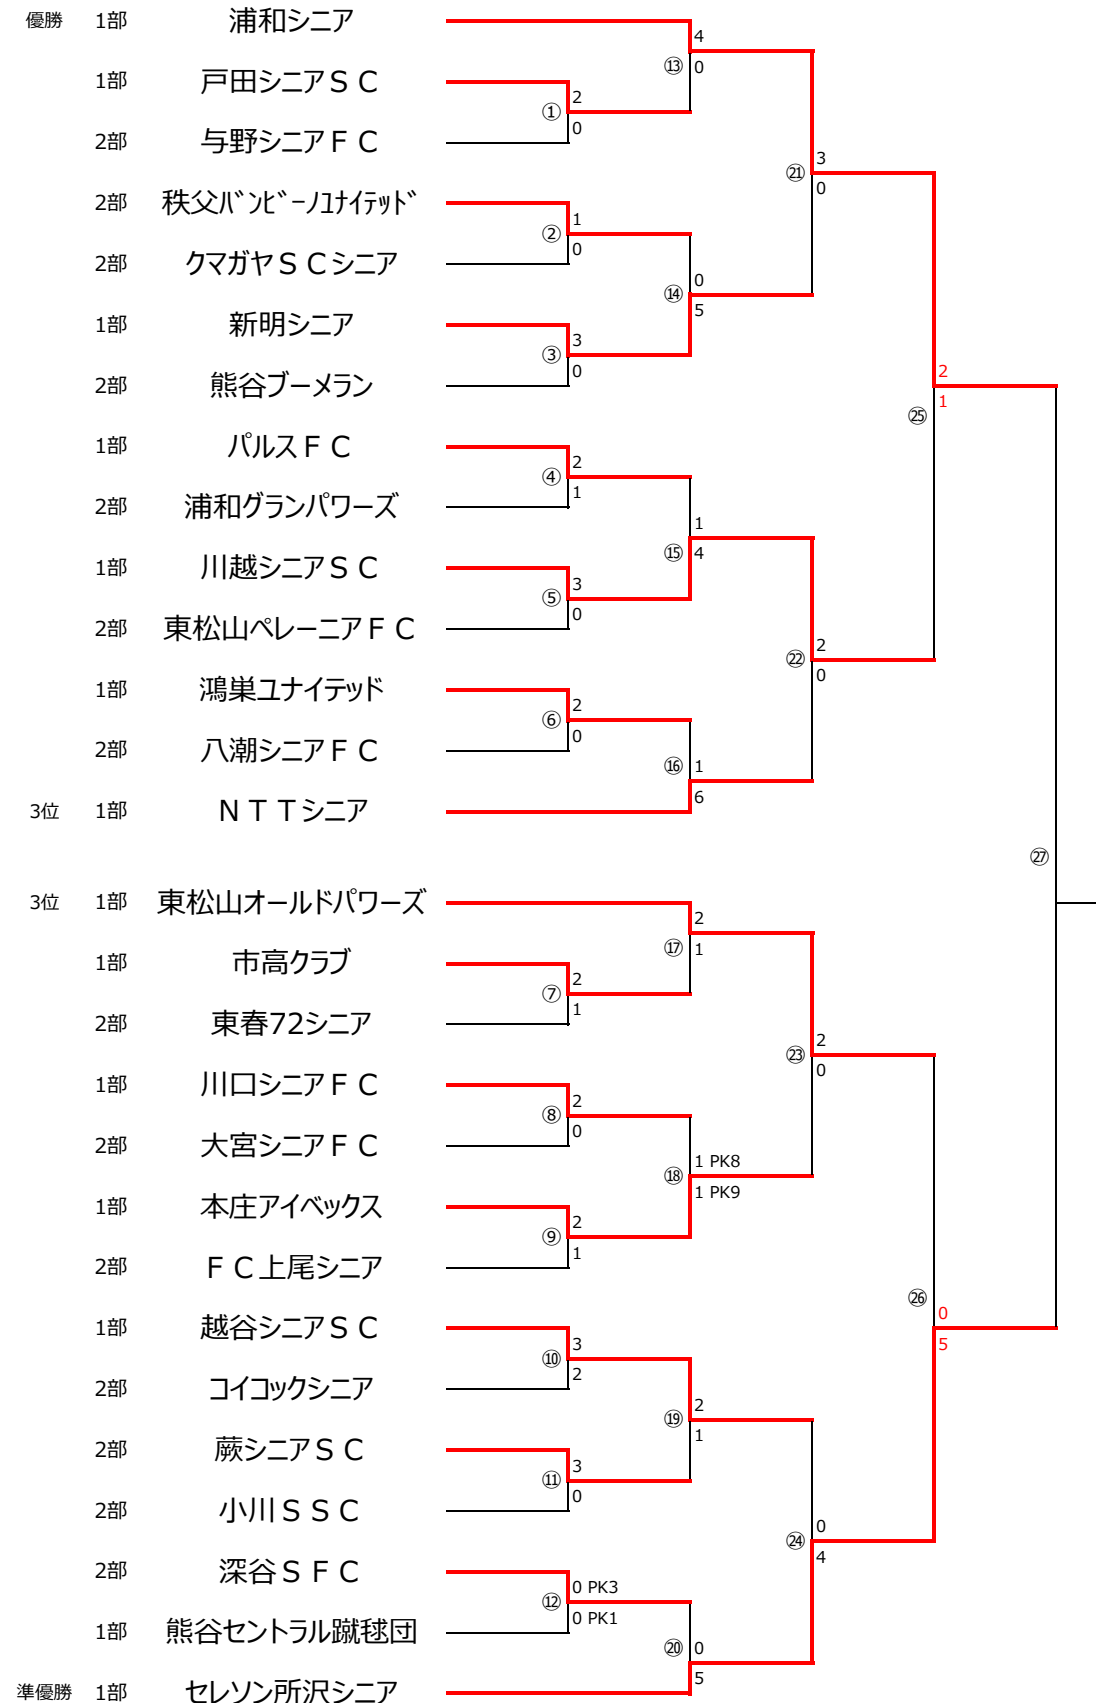 優勝 1部 浦和シニア
4
⑬ 0
1部 戸田シニアＳＣ
2
① 0
2部 与野シニアＦＣ
3
㉑ 0
2部 秩父バンビーノユナイテッド
1
② 0
2部 クマガヤＳＣシニア
0
⑭ 5
1部 新明シニア
3
③ 0
2部 熊谷ブーメラン
2
㉕ 1
1部 パルスＦＣ
2
④ 1
2部 浦和グランパワーズ
1
⑮ 4
1部 川越シニアＳＣ
3
⑤ 0
2部 東松山ペレーニアＦＣ
2
㉒ 0
1部 鴻巣ユナイテッド
2
⑥ 0
2部 八潮シニアＦＣ
⑯ 1
6
3位 1部 ＮＴＴシニア
㉗
3位 1部 東松山オールドパワーズ
2
⑰ 1
1部 市高クラブ
2
⑦ 1
2部 東春72シニア
2
㉓ 0
1部 川口シニアＦＣ
2
⑧ 0
2部 大宮シニアＦＣ
1 PK8
⑱ 1 PK9
1部 本庄アイベックス
2
⑨ 1
2部 ＦＣ上尾シニア
㉖ 0
5
1部 越谷シニアＳＣ
3
⑩ 2
2部 コイコックシニア
2
⑲ 1
2部 蕨シニアＳＣ
3
⑪ 0
2部 小川ＳＳＣ
0
㉔ 4
2部 深谷ＳＦＣ
0 PK3
⑫ 0 PK1
1部 熊谷セントラル蹴球団
⑳ 0
5
準優勝 1部 セレソン所沢シニア